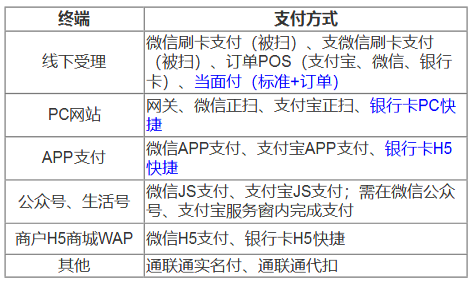 终端 支付方式
线下受理 微信刷卡支付（被扫）、支微信刷卡支付
（被扫）、订单POS（支付宝、微信、银行
卡）、当面付（标准+订单）
PC网站 网关、微信正扫、支付宝正扫、银行卡PC快
捷
APP支付 微信APP支付、支付宝APP支付、银行卡H5
快捷
公众号、生活号 微信JS支付、支付宝JS支付；需在微信公众
号、支付宝服务窗内完成支付
商户H5商城WAP 微信H5支付、银行卡H5快捷
其他 通联通实名付、通联通代扣